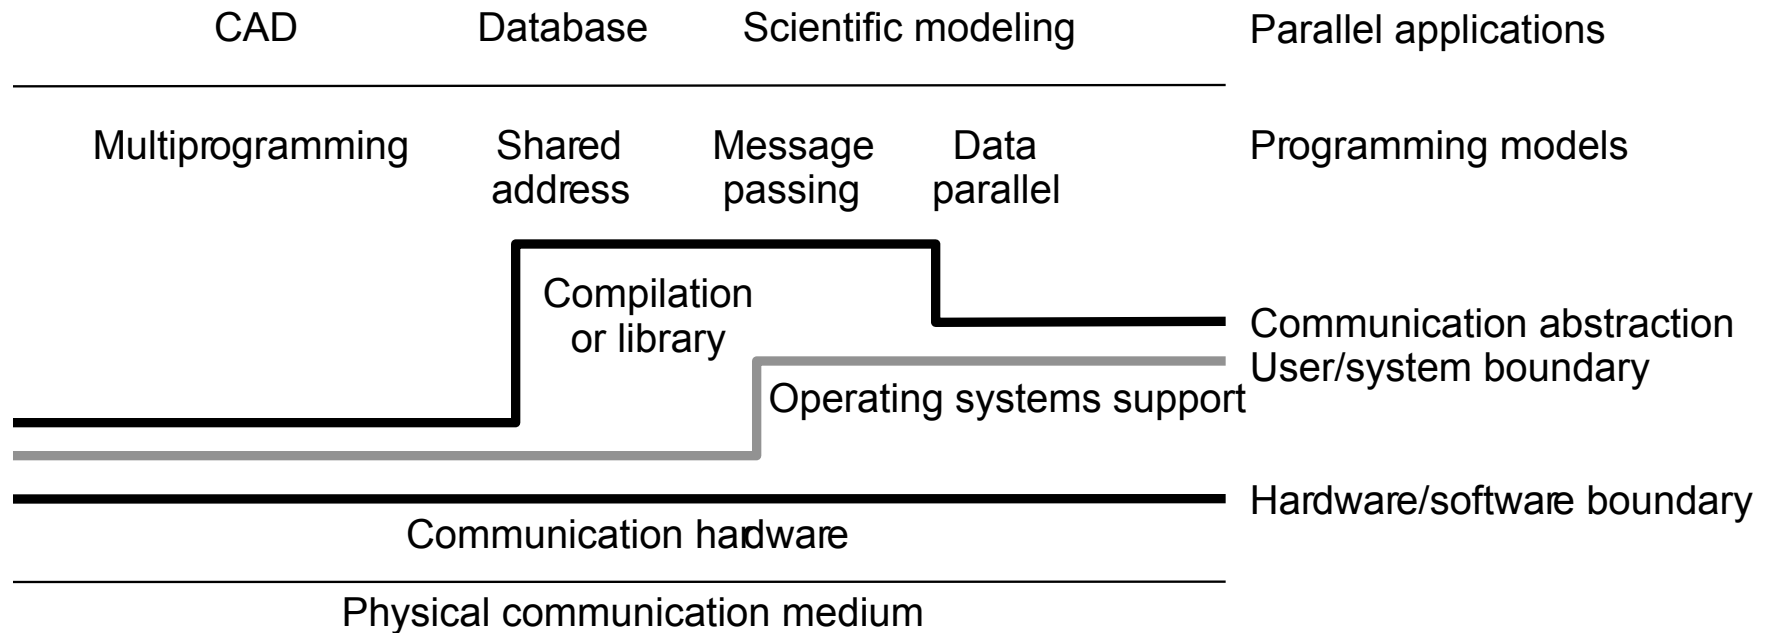 CAD Database Scientific modeling Parallel applications
Multiprogramming Shared address Message passing Data parallel Programming models
Compilation or library
Communication abstraction
User/system boundary
Operating systems support
Hardware/software boundary
Communication hardware
Physical communication medium